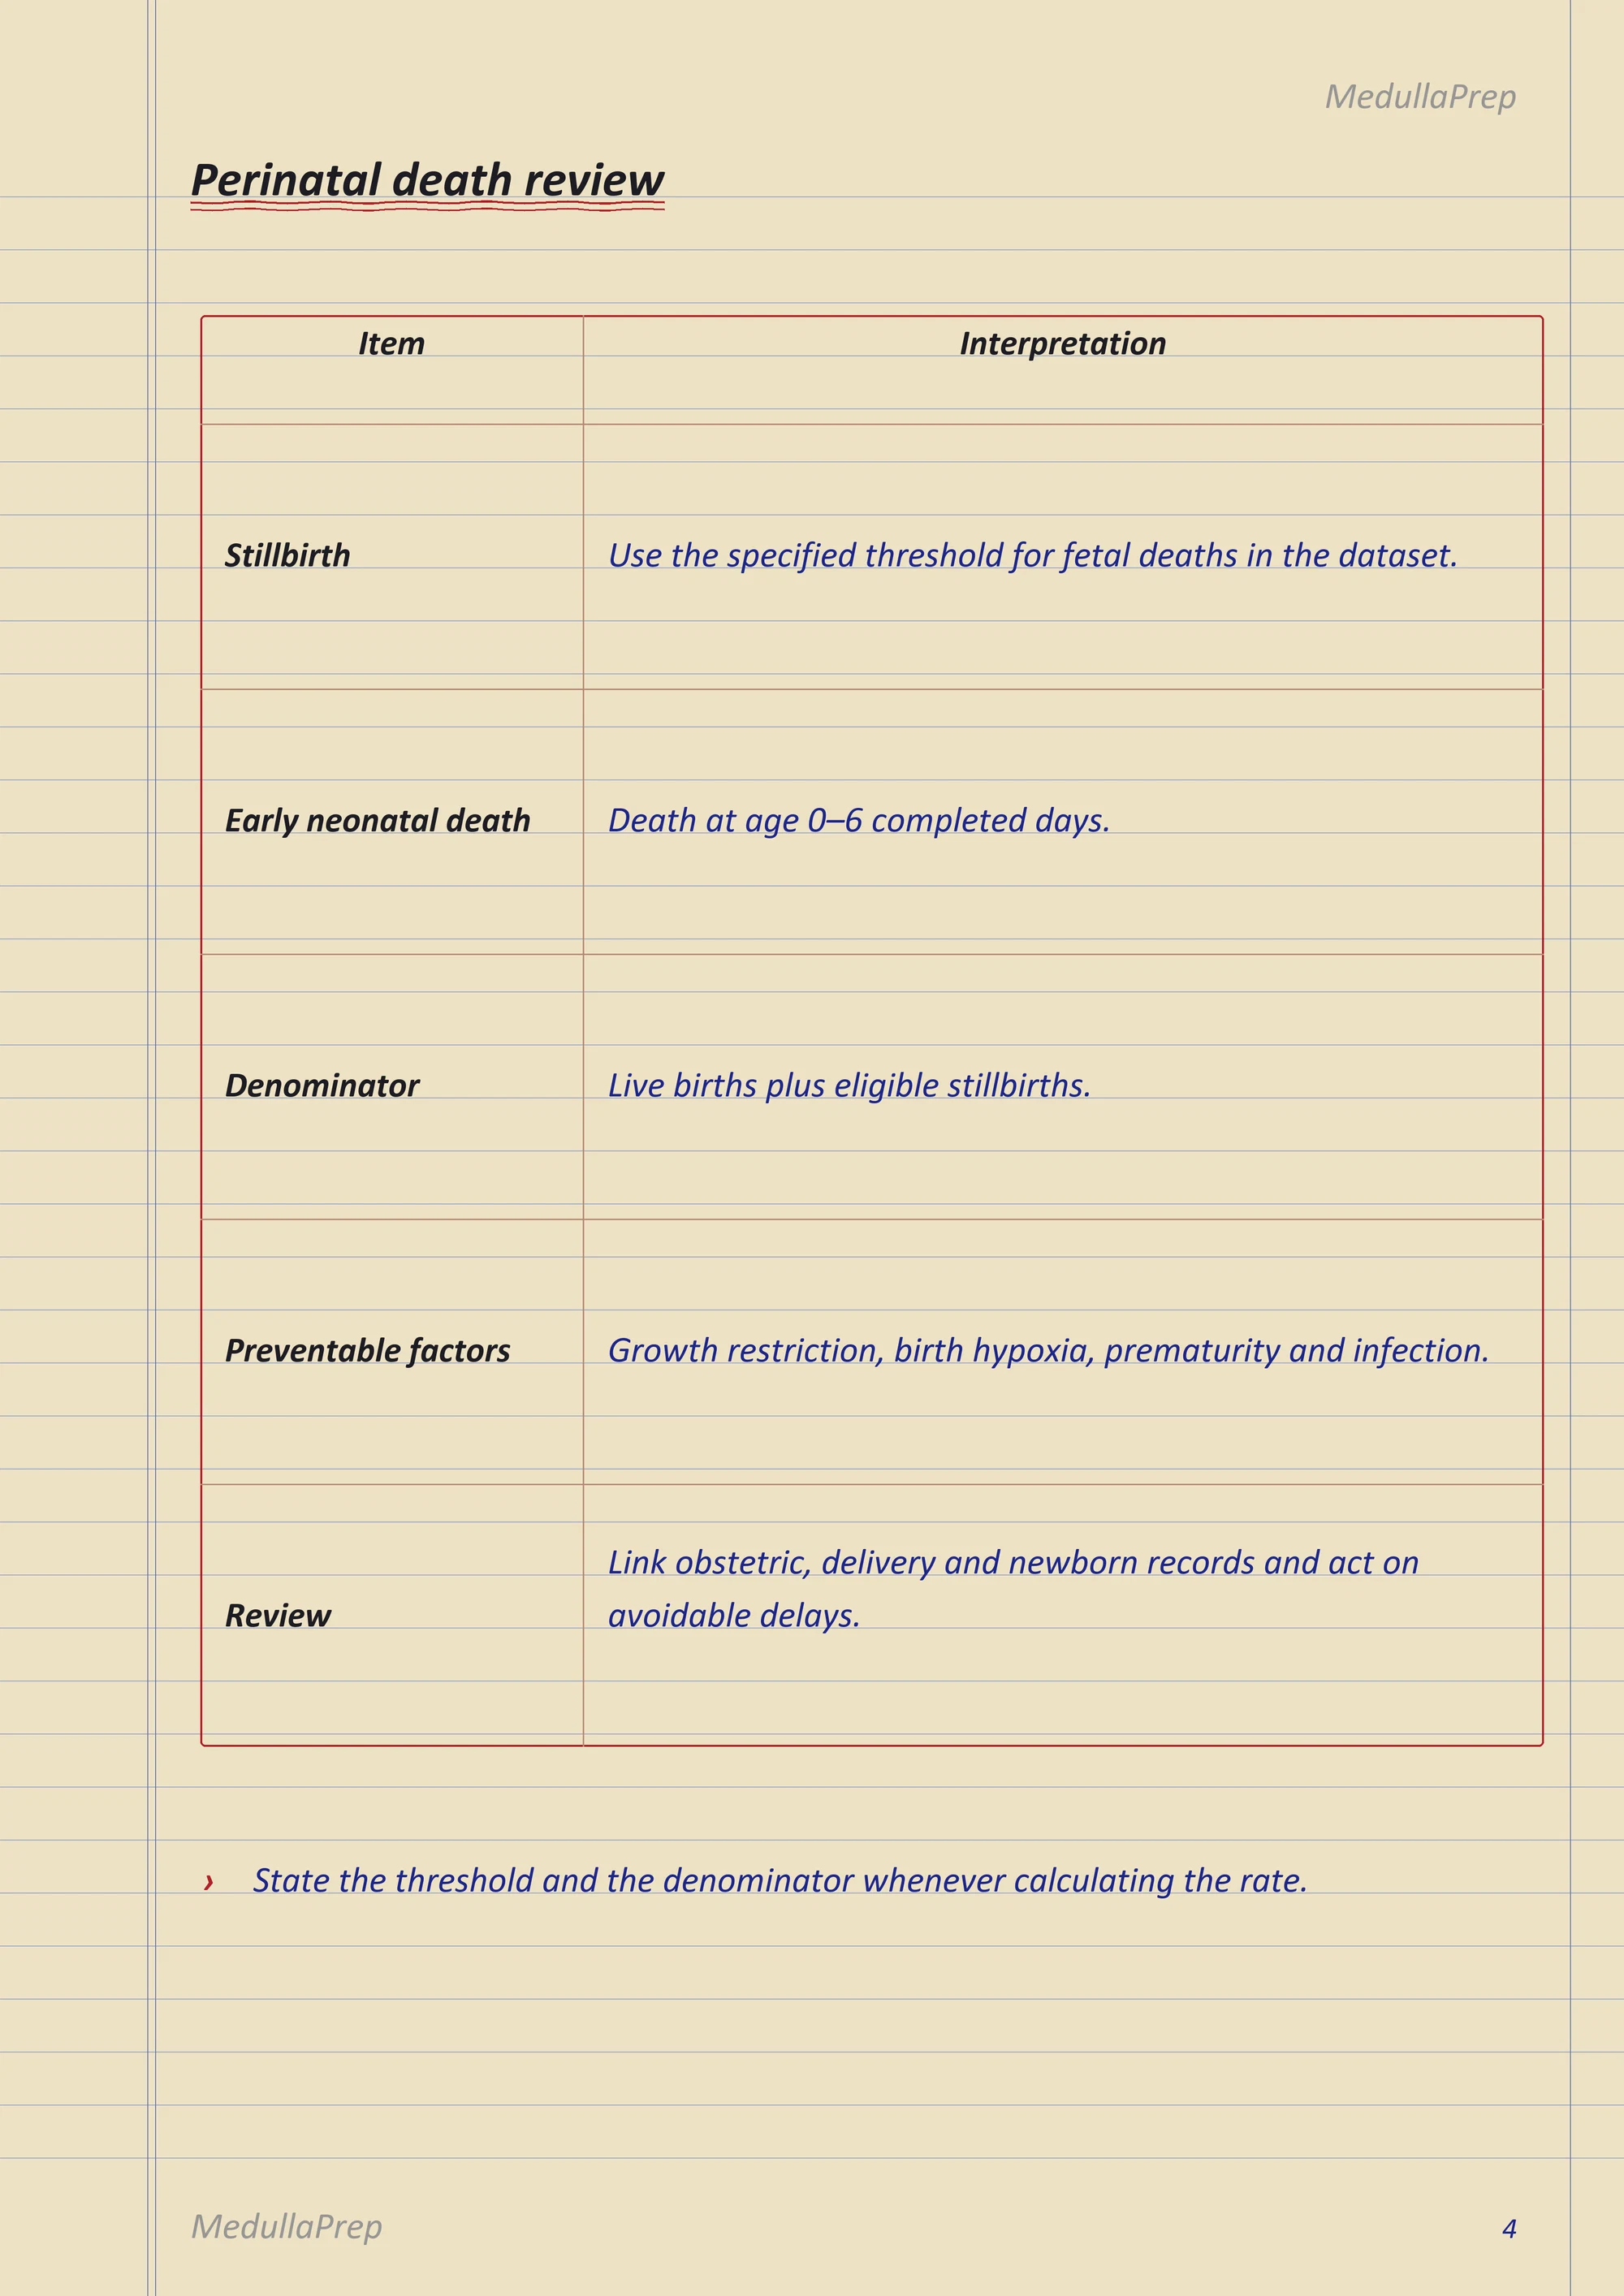 MedullaPrep
Perinatal death review
Item
Interpretation
Stillbirth
Use the specified threshold for fetal deaths in the dataset.
Early neonatal death
Death at age 0–6 completed days.
Denominator
Live births plus eligible stillbirths.
Preventable factors
Growth restriction, birth hypoxia, prematurity and infection.
Review
Link obstetric, delivery and newborn records and act on
avoidable delays.
› State the threshold and the denominator whenever calculating the rate.
MedullaPrep
4